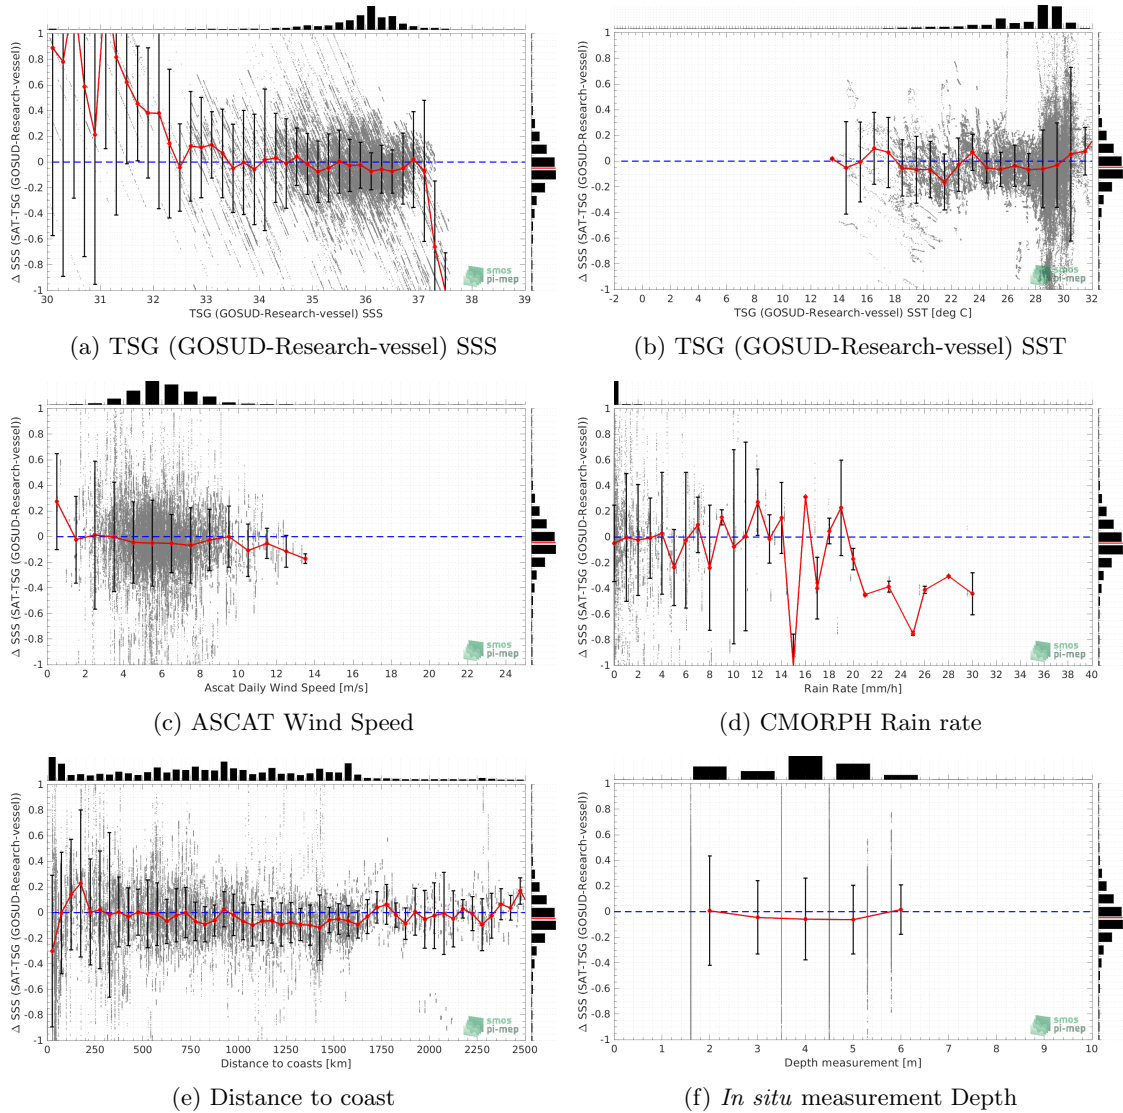 1
0.8
0.6
0.4
0.2
0
-0.2
-0.4
-0.6
-0.8
-1
Δ SSS (SAT-TSG (GOSUD-Research-vessel))
smos
pi-mep
30 31 32 33 34 35 36 37 38 39
TSG (GOSUD-Research-vessel) SSS
(a) TSG (GOSUD-Research-vessel) SSS
1
0.8
0.6
0.4
0.2
0
-0.2
-0.4
-0.6
-0.8
-1
Δ SSS (SAT-TSG (GOSUD-Research-vessel))
smos
pi-mep
-2 0 2 4 6 8 10 12 14 16 18 20 22 24 26 28 30 32
TSG (GOSUD-Research-vessel) SST [deg C]
(b) TSG (GOSUD-Research-vessel) SST
1
0.8
0.6
0.4
0.2
0
-0.2
-0.4
-0.6
-0.8
-1
Δ SSS (SAT-TSG (GOSUD-Research-vessel))
smos
pi-mep
0 2 4 6 8 10 12 14 16 18 20 22 24
Ascat Daily Wind Speed [m/s]
(c) ASCAT Wind Speed
1
0.8
0.6
0.4
0.2
0
-0.2
-0.4
-0.6
-0.8
-1
Δ SSS (SAT-TSG (GOSUD-Research-vessel))
smos
pi-mep
0 2 4 6 8 10 12 14 16 18 20 22 24 26 28 30 32 34 36 38 40
Rain Rate [mm/h]
(d) CMORPH Rain rate
1
0.8
0.6
0.4
0.2
0
-0.2
-0.4
-0.6
-0.8
-1
Δ SSS (SAT-TSG (GOSUD-Research-vessel))
smos
pi-mep
0 250 500 750 1000 1250 1500 1750 2000 2250 2500
Distance to coasts [km]
(e) Distance to coast
1
0.8
0.6
0.4
0.2
0
-0.2
-0.4
-0.6
-0.8
-1
Δ SSS (SAT-TSG (GOSUD-Research-vessel))
smos
pi-mep
0 1 2 3 4 5 6 7 8 9 10
Depth measurement [m]
(f) In situ measurement Depth